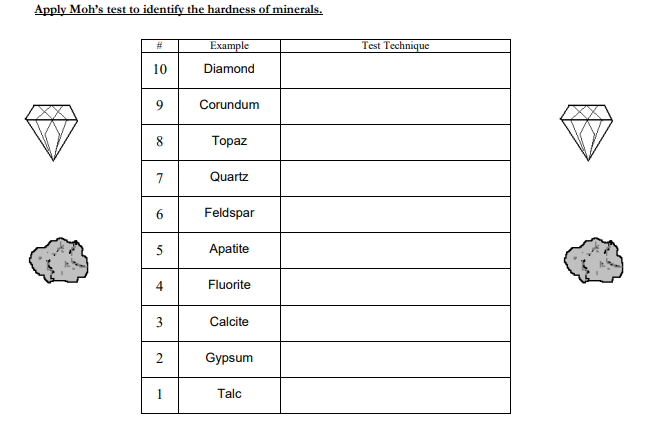 Apply Moh's test to identify the hardness of minerals.
# Example Test Technique
10 Diamond
9 Corundum
8 Topaz
7 Quartz
6 Feldspar
5 Apatite
4 Fluorite
3 Calcite
2 Gypsum
1 Talc